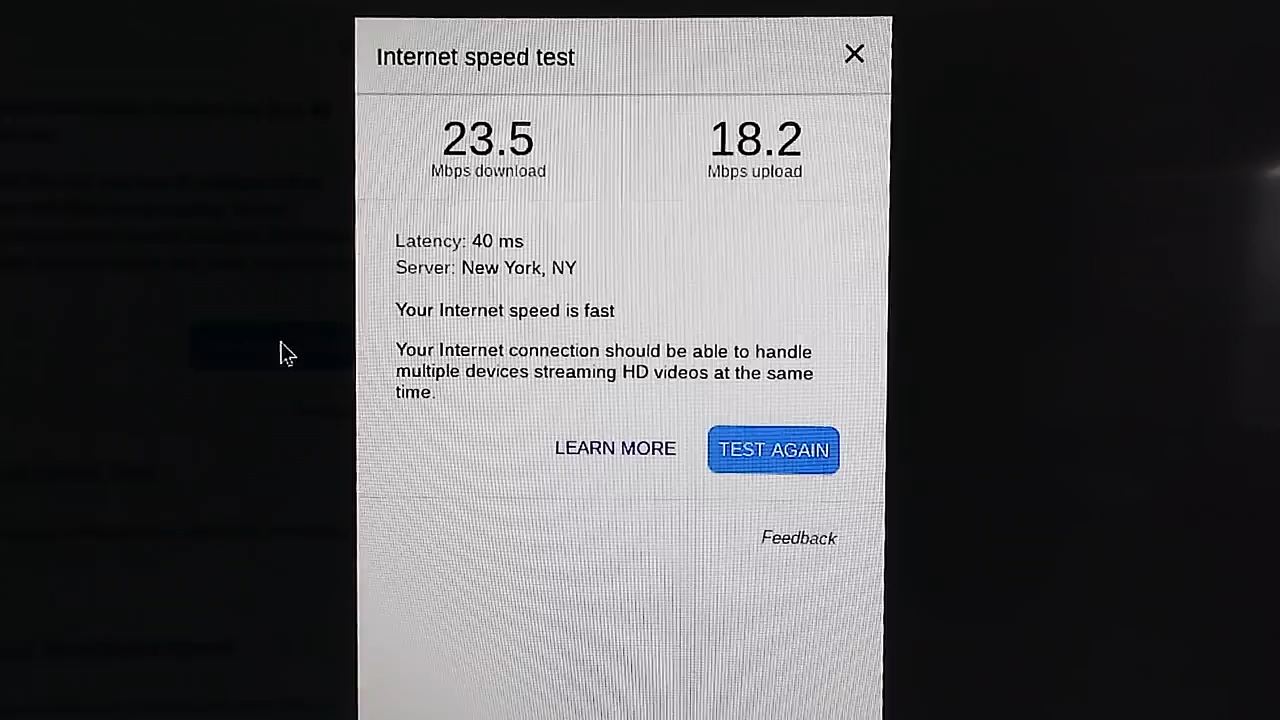 Internet speed test
23.5
Mbps download
18.2
Mbps upload
Latency: 40 ms
Server: New York, NY
Your Internet speed is fast
Your Internet connection should be able to handle
multiple devices streaming HD videos at the same
time.
LEARN MORE
TEST AGAIN
Feedback